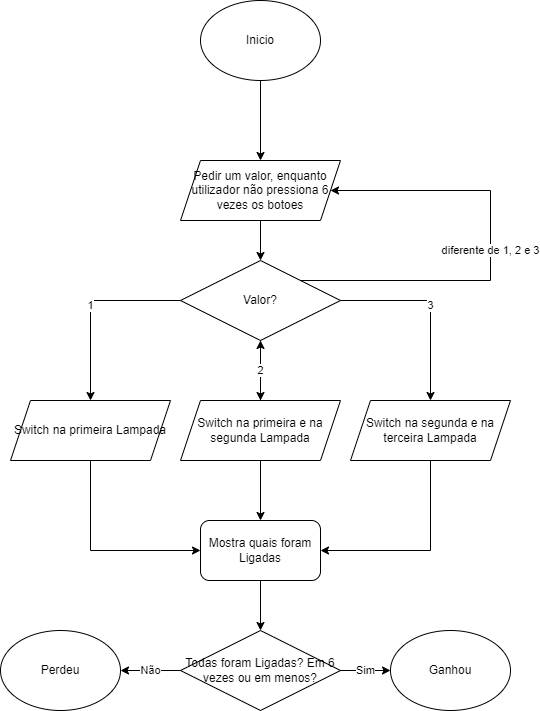 Inicio
Pedir um valor, enquanto
utilizador não pressiona 6
vezes os botoes
diferente de 1, 2 e 3
Valor?
1
3
2
Switch na primeira Lampada
Switch na primeira e na
segunda Lampada
Switch na segunda e na
terceira Lampada
Mostra quais foram
Ligadas
Todas foram Ligadas? Em 6
vezes ou em menos?
Perdeu
Não
Sim
Ganhou